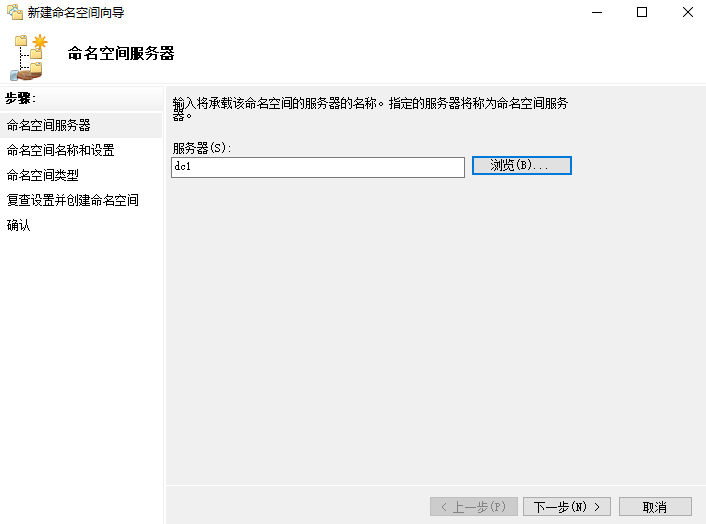 新建命名空间向导
命名空间服务器
步骤:
命名空间服务器
命名空间名称和设置
命名空间类型
复查设置并创建命名空间
确认
输入将承载该命名空间的服务器的名称。指定的服务器将称为命名空间服务
器。
服务器(S):
dc1
浏览(B)...
< 上一步(P)
下一步(N) >
取消